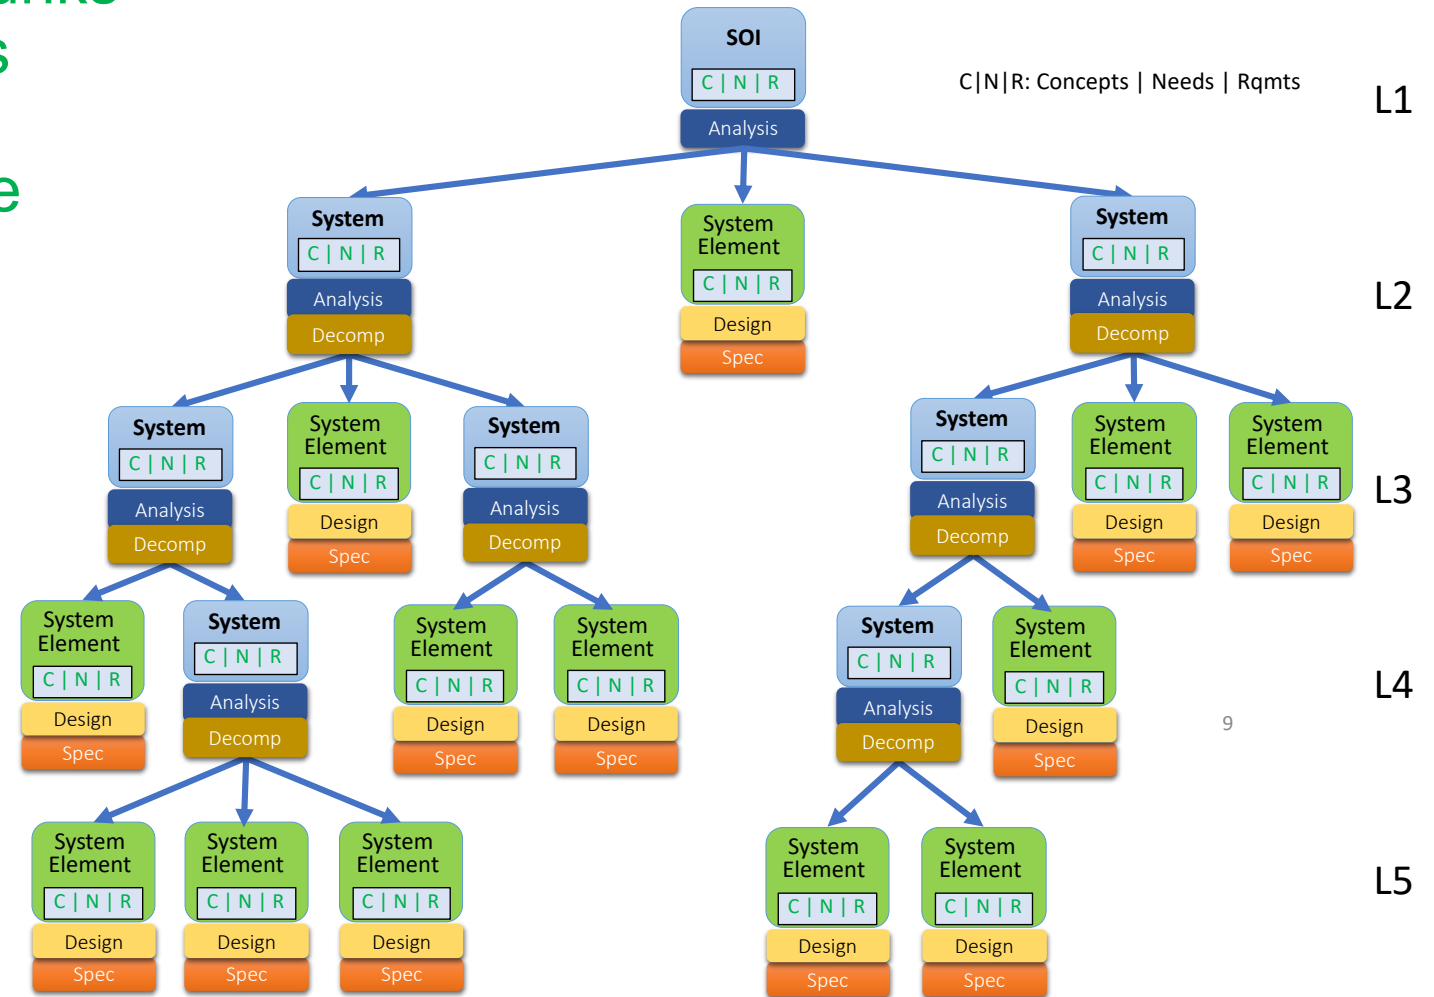 s
e
SOI
C | N | R
Analysis
C|N|R: Concepts | Needs | Rqmts
L1
System
C | N | R
Analysis
Decomp
System
Element
C | N | R
Design
Spec
System
C | N | R
Analysis
Decomp
L2
System
C | N | R
Analysis
Decomp
System
Element
C | N | R
Design
Spec
System
C | N | R
Analysis
Decomp
System
C | N | R
Analysis
Decomp
System
Element
C | N | R
Design
Spec
System
Element
C | N | R
Design
Spec
L3
System
Element
C | N | R
Design
Spec
System
C | N | R
Analysis
Decomp
System
Element
C | N | R
Design
Spec
System
Element
C | N | R
Design
Spec
System
C | N | R
Analysis
Decomp
System
Element
C | N | R
Design
Spec
9
L4
System
Element
C | N | R
Design
Spec
System
Element
C | N | R
Design
Spec
System
Element
C | N | R
Design
Spec
System
Element
C | N | R
Design
Spec
System
Element
C | N | R
Design
Spec
L5